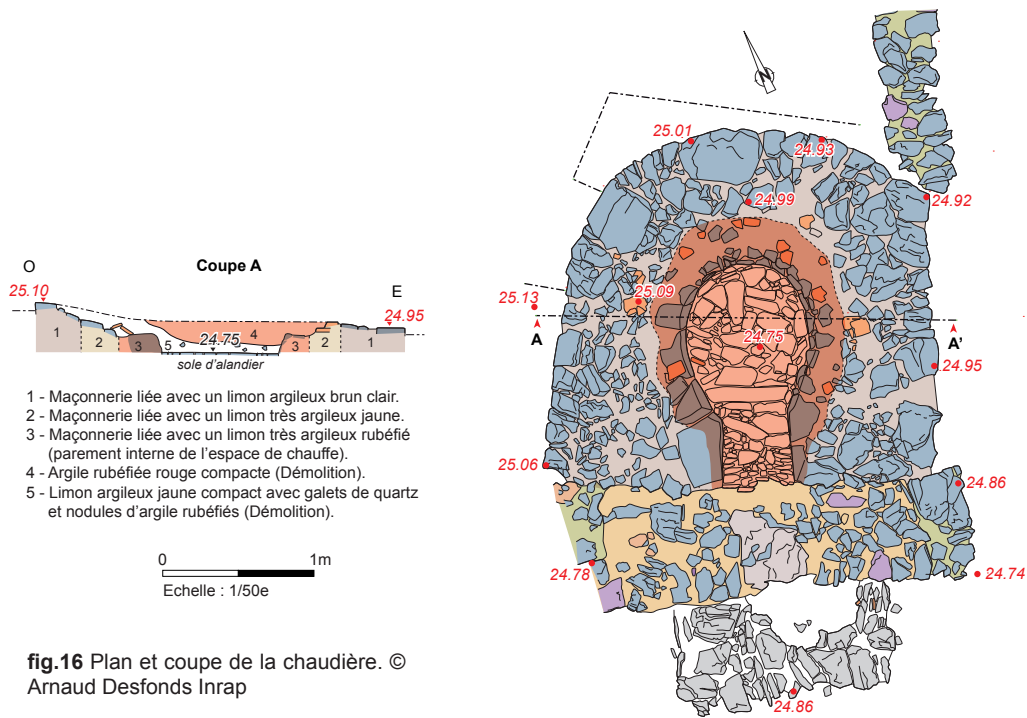 Coupe A
O
25.10
E
24.95
1
2
3
5
24.75
4
3
2
1
sole d'alandier
1 - Maçonnerie liée avec un limon argileux brun clair.
2 - Maçonnerie liée avec un limon très argileux jaune.
3 - Maçonnerie liée avec un limon très argileux rubéfié
(parement interne de l'espace de chauffe).
4 - Argile rubéfiée rouge compacte (Démolition).
5 - Limon argileux jaune compact avec galets de quartz
et nodules d'argile rubéfiés (Démolition).
0 1m
Echelle : 1/50e
fig.16 Plan et coupe de la chaudière. ©
Arnaud Desfonds Inrap
N
25.01
24.93
24.99
24.92
25.13
25.09
A
24.75
A'
24.95
25.06
24.86
24.78
24.74
24.86